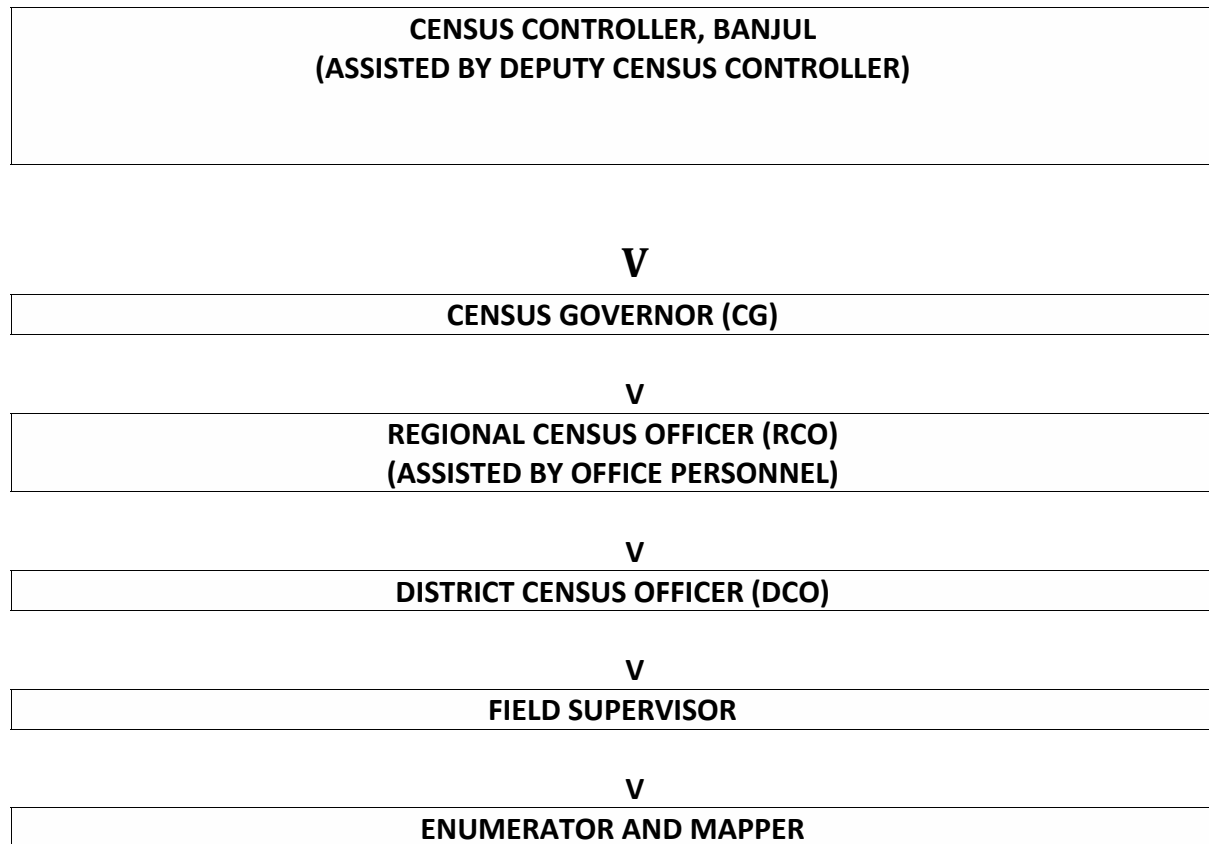 CENSUS CONTROLLER, BANJUL
(ASSISTED BY DEPUTY CENSUS CONTROLLER)
V
CENSUS GOVERNOR (CG)
V
REGIONAL CENSUS OFFICER (RCO)
(ASSISTED BY OFFICE PERSONNEL)
V
DISTRICT CENSUS OFFICER (DCO)
V
FIELD SUPERVISOR
V
ENUMERATOR AND MAPPER